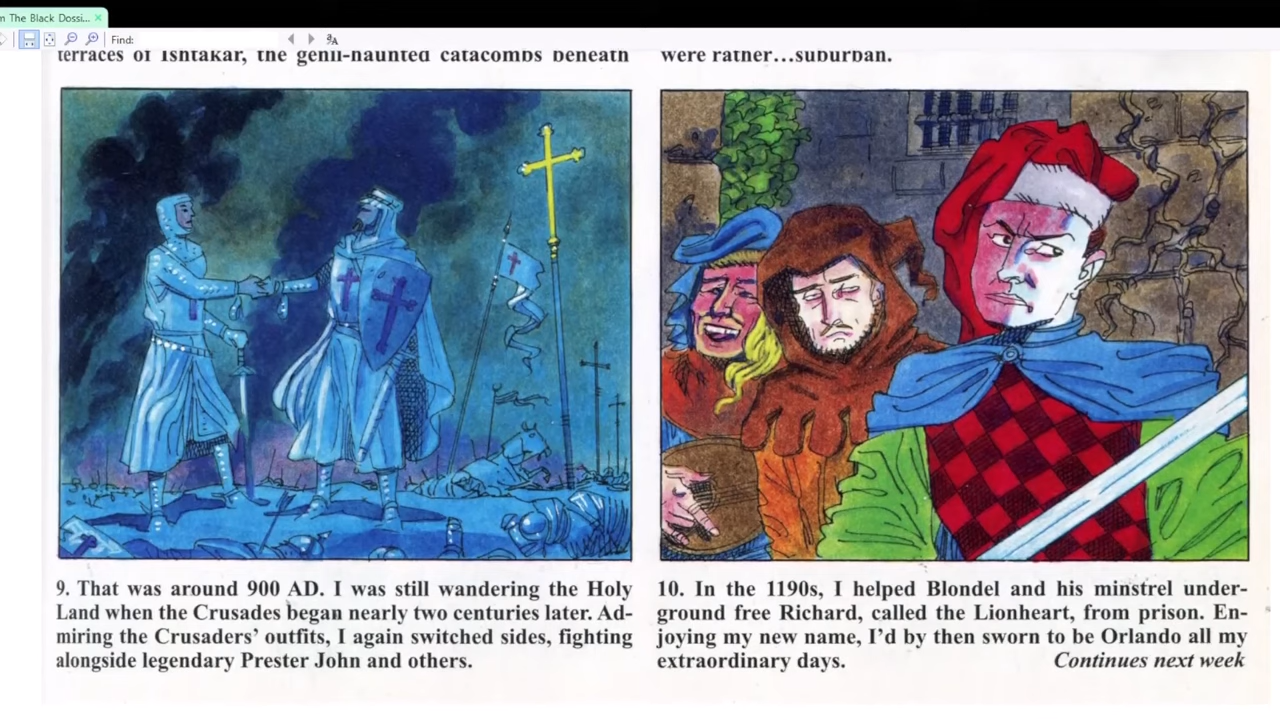 m The Black Dossi...
Find:
terraces of Ishtakar, the genii-haunted catacombs beneath
were rather…suburban.
9. That was around 900 AD. I was still wandering the Holy
Land when the Crusades began nearly two centuries later. Ad-
miring the Crusaders’ outfits, I again switched sides, fighting
alongside legendary Prester John and others.
10. In the 1190s, I helped Blondel and his minstrel under-
ground free Richard, called the Lionheart, from prison. En-
joying my new name, I’d by then sworn to be Orlando all my
extraordinary days.
Continues next week